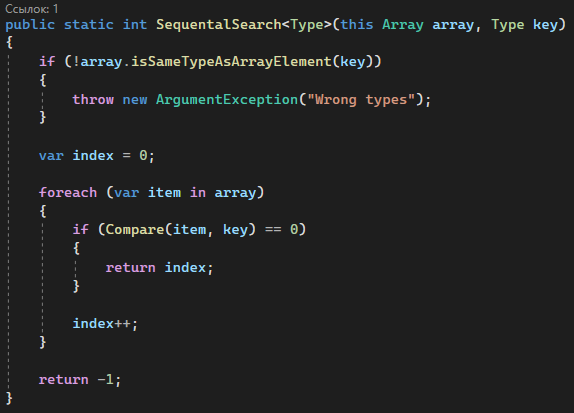 Ссылок: 1
public static int SequentalSearch<Type>(this Array array, Type key)
{
    if (!array.isSameTypeAsArrayElement(key))
    {
        throw new ArgumentException("Wrong types");
    }

    var index = 0;

    foreach (var item in array)
    {
        if (Compare(item, key) == 0)
        {
            return index;
        }

        index++;
    }

    return -1;
}